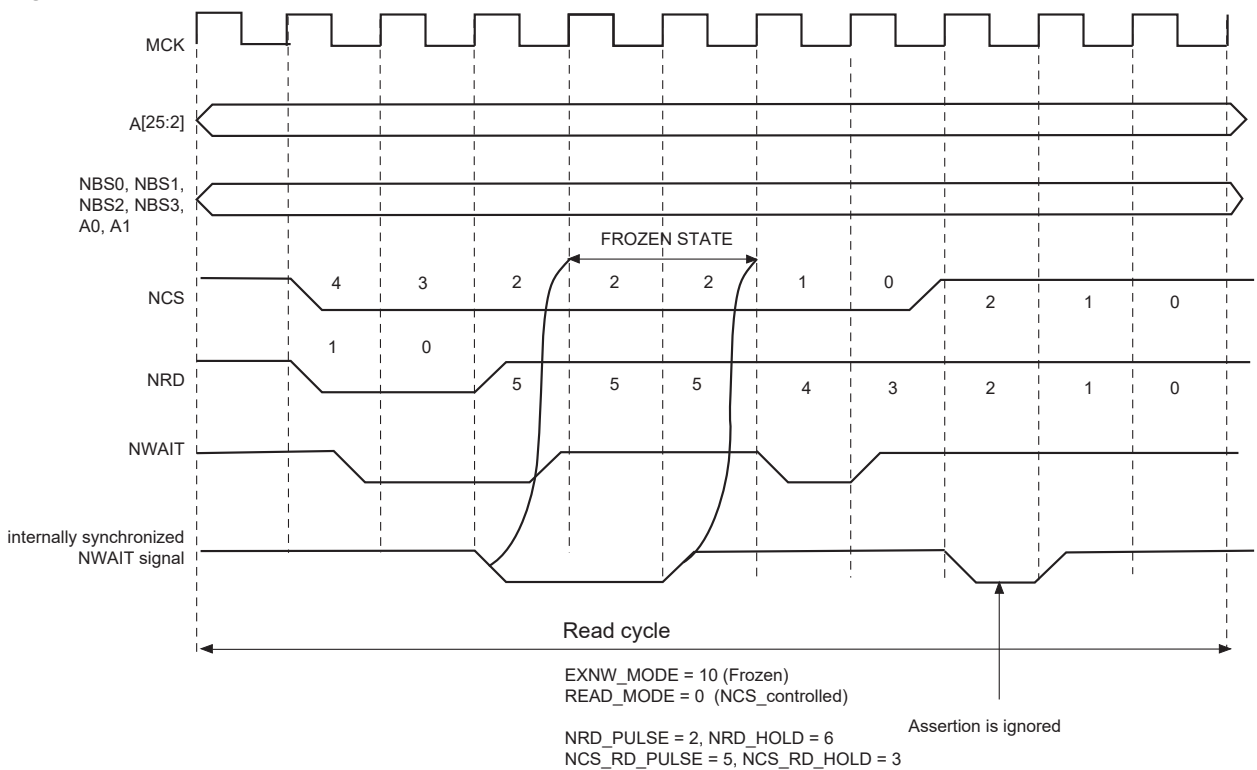 MCK
A[25:2]
NBS0, NBS1,
NBS2, NBS3,
A0, A1
FROZEN STATE
NCS
4 3 2 2 2 1 0
2 1 0
1 0
NRD
5 5 5 4 3 2 1 0
NWAIT
internally synchronized
NWAIT signal
Read cycle
EXNW_MODE = 10 (Frozen)
READ_MODE = 0 (NCS_controlled)
Assertion is ignored
NRD_PULSE = 2, NRD_HOLD = 6
NCS_RD_PULSE = 5, NCS_RD_HOLD = 3